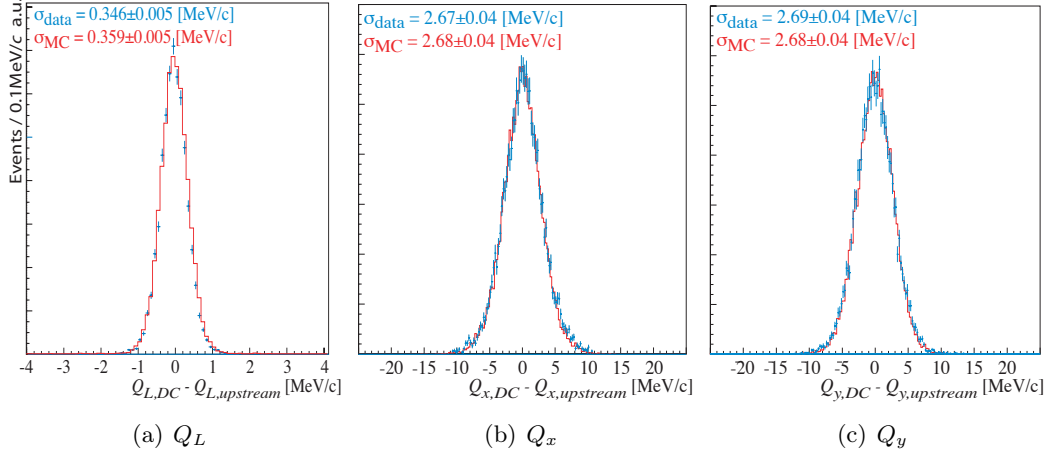 Events / 0.1MeV/c a.u.
σdata = 0.346±0.005 [MeV/c]
σMC = 0.359±0.005 [MeV/c]
-4 -3 -2 -1 0 1 2 3 4
QL,DC - QL,upstream [MeV/c]
(a) QL
σdata = 2.67±0.04 [MeV/c]
σMC = 2.68±0.04 [MeV/c]
-20 -15 -10 -5 0 5 10 15 20
Qx,DC - Qx,upstream [MeV/c]
(b) Qx
σdata = 2.69±0.04 [MeV/c]
σMC = 2.68±0.04 [MeV/c]
-20 -15 -10 -5 0 5 10 15 20
Qy,DC - Qy,upstream [MeV/c]
(c) Qy